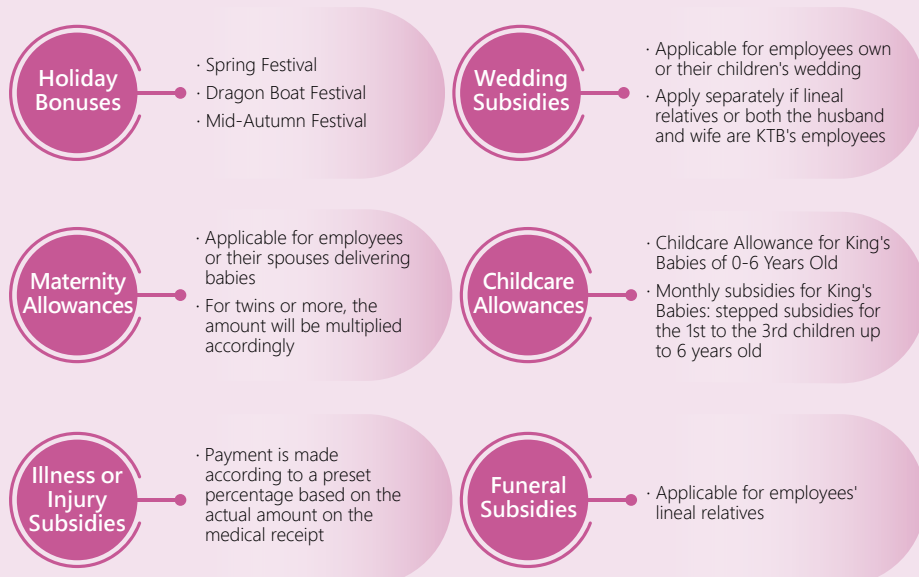 Holiday
Bonuses
· Spring Festival
· Dragon Boat Festival
· Mid-Autumn Festival
Wedding
Subsidies
· Applicable for employees own
or their children's wedding
· Apply separately if lineal
relatives or both the husband
and wife are KTB's employees
Maternity
Allowances
· Applicable for employees
or their spouses delivering
babies
· For twins or more, the
amount will be multiplied
accordingly
Childcare
Allowances
· Childcare Allowance for King's
Babies of 0-6 Years Old
· Monthly subsidies for King's
Babies: stepped subsidies for
the 1st to the 3rd children up
to 6 years old
Illness or
Injury
Subsidies
· Payment is made
according to a preset
percentage based on the
actual amount on the
medical receipt
Funeral
Subsidies
· Applicable for employees'
lineal relatives